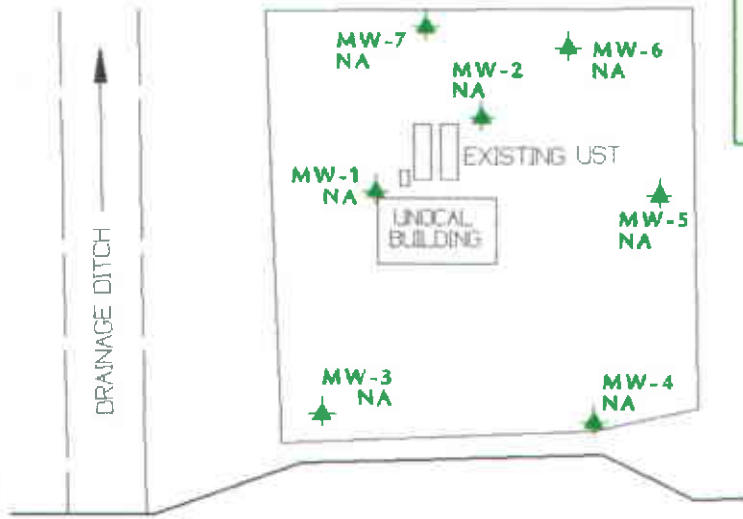 MW-7
NA
MW-6
NA
MW-2
NA
EXISTING UST
MW-1
NA
UNOCAL
BUILDING
MW-5
NA
DRAINAGE DITCH
MW-3
NA
MW-4
NA